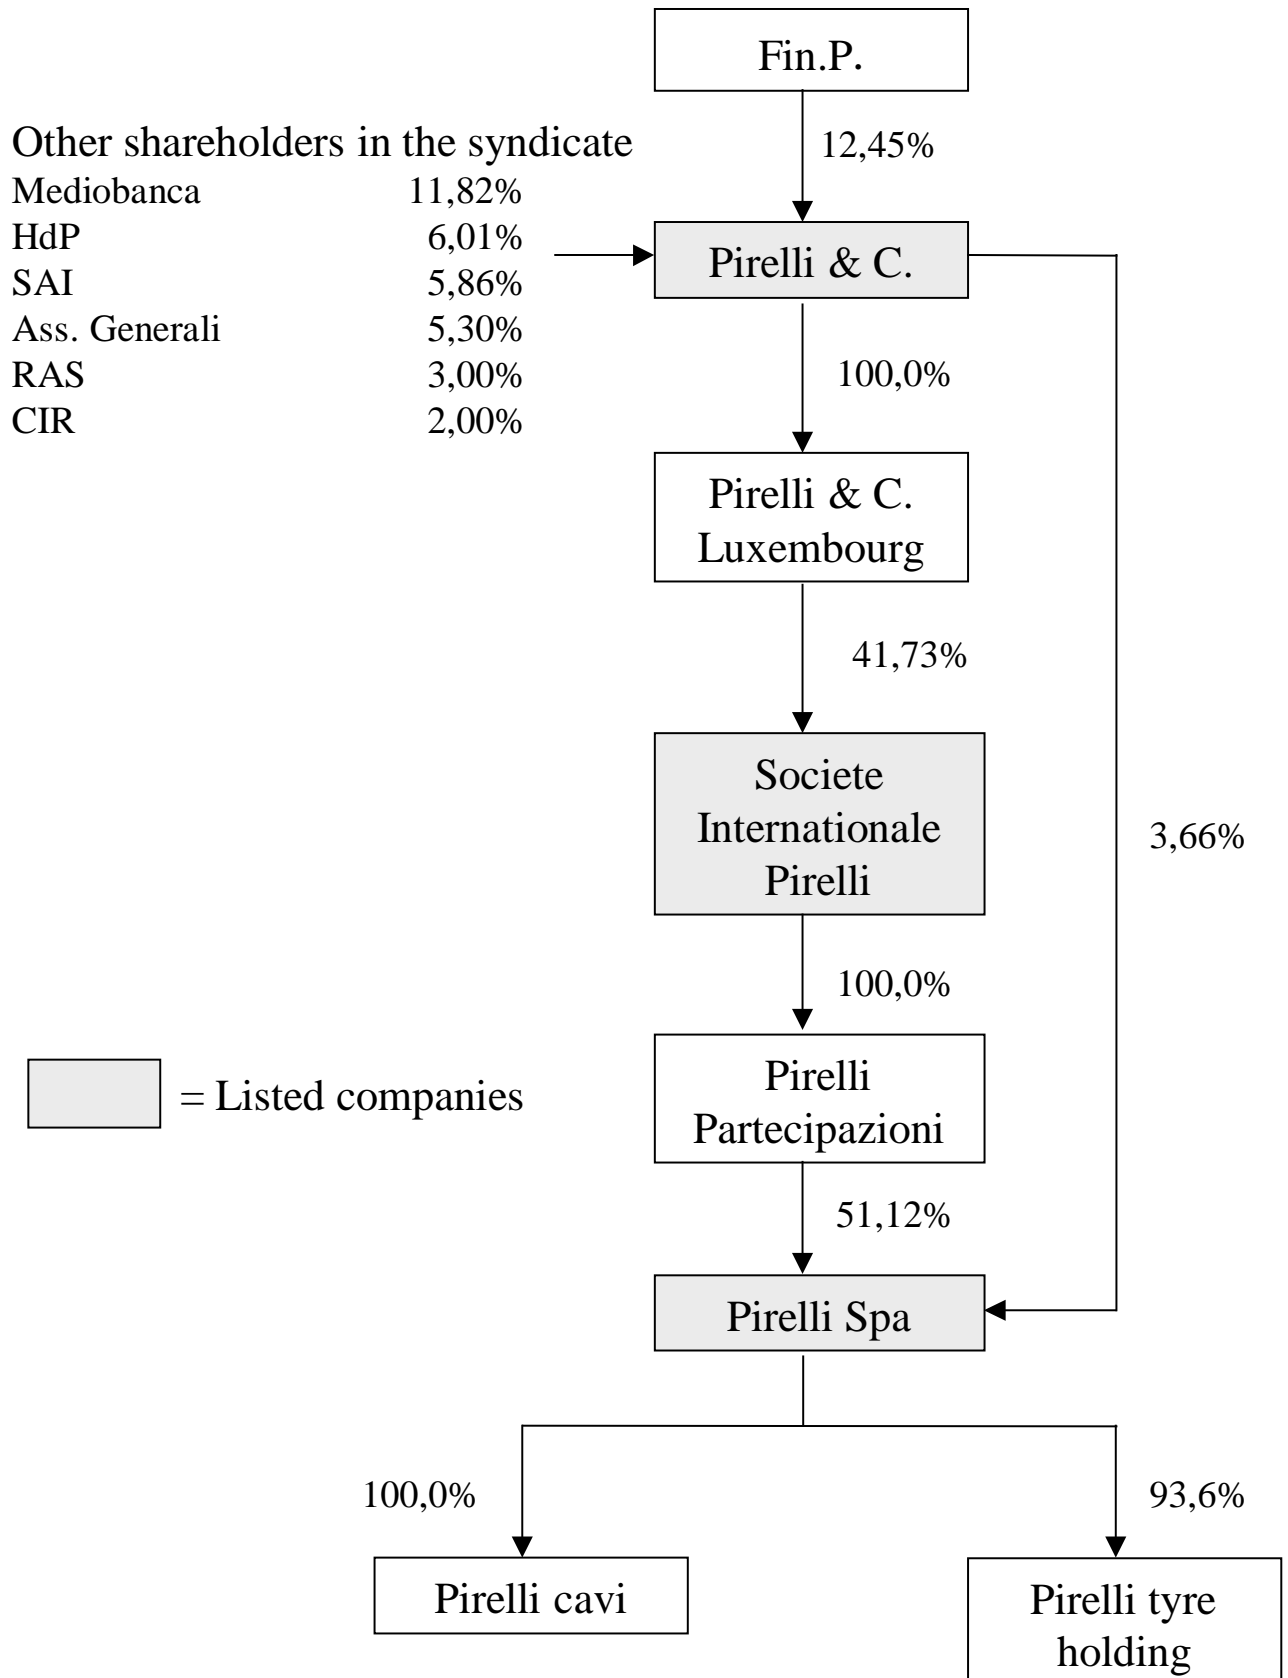 Fin.P.
12,45%
Other shareholders in the syndicate
Mediobanca 11,82%
HdP 6,01%
SAI 5,86%
Ass. Generali 5,30%
RAS 3,00%
CIR 2,00%
Pirelli & C.
100,0%
Pirelli & C.
Luxembourg
41,73%
Societe
Internationale
Pirelli
3,66%
100,0%
Pirelli
Partecipazioni
= Listed companies
51,12%
Pirelli Spa
100,0%
93,6%
Pirelli cavi
Pirelli tyre
holding